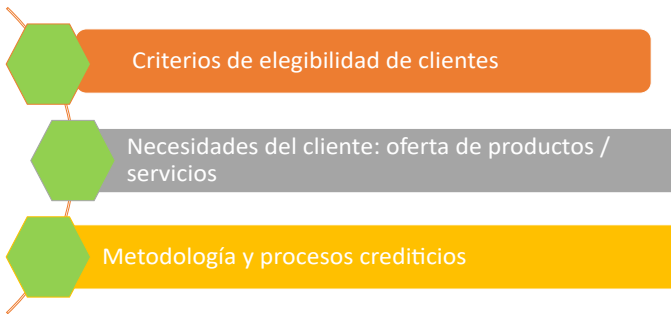 Criterios de elegibilidad de clientes
Necesidades del cliente: oferta de productos /
servicios
Metodología y procesos crediticios